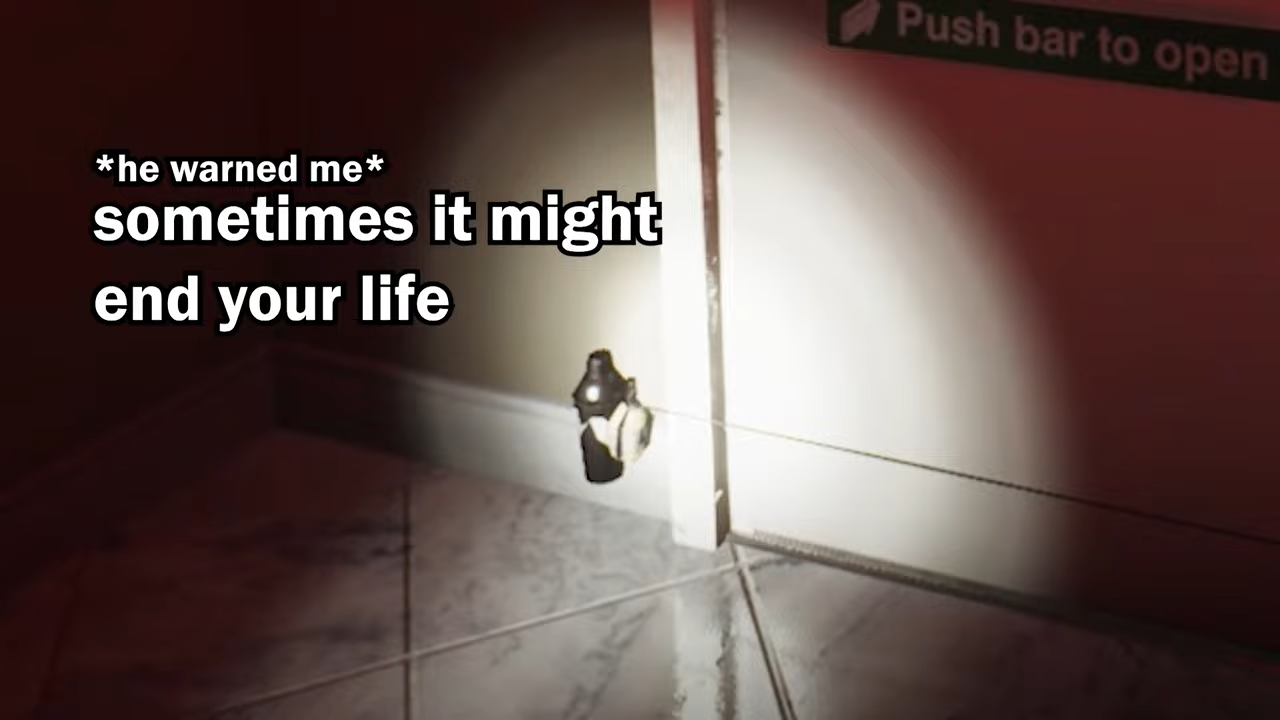 Push bar to open
*he warned me*
sometimes it might
end your life